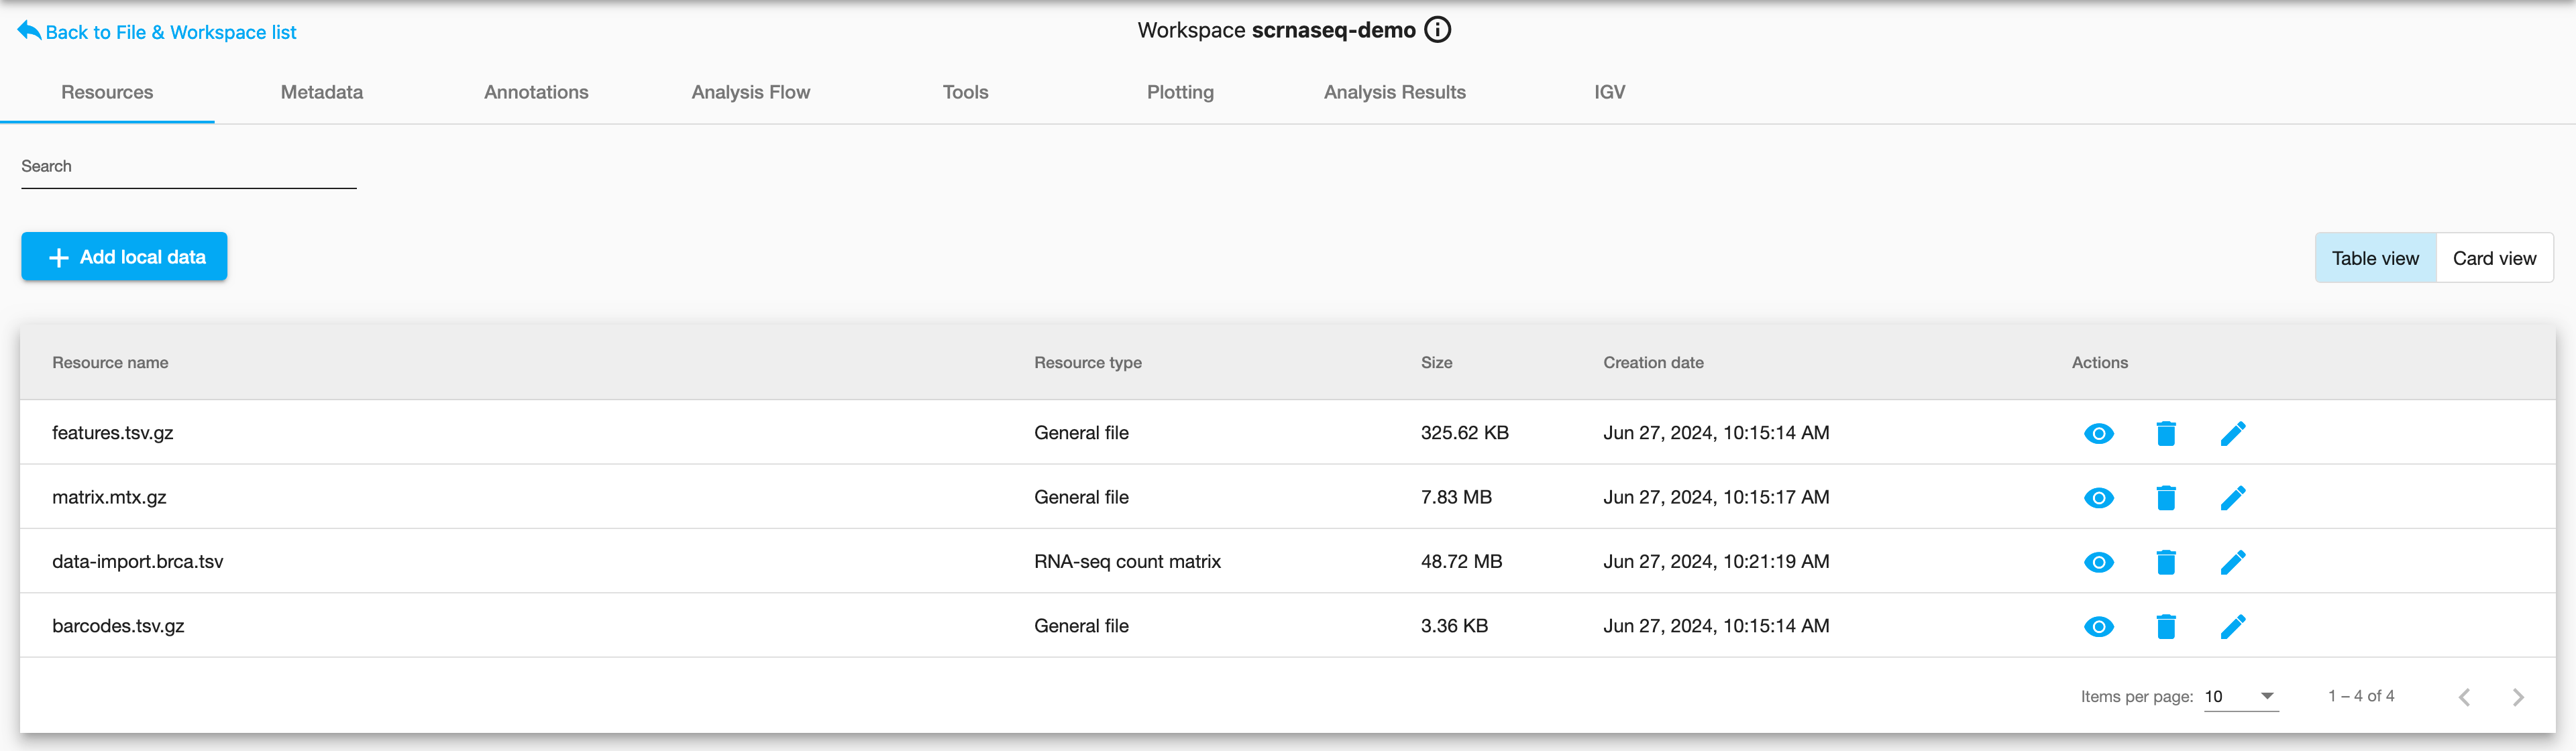 Back to File & Workspace list
Workspace scrnaseq-demo
Resources Metadata Annotations Analysis Flow Tools Plotting Analysis Results IGV
Search
Add local data
Table view Card view
Resource name Resource type Size Creation date Actions
features.tsv.gz General file 325.62 KB Jun 27, 2024, 10:15:14 AM
matrix.mtx.gz General file 7.83 MB Jun 27, 2024, 10:15:17 AM
data-import.brca.tsv RNA-seq count matrix 48.72 MB Jun 27, 2024, 10:21:19 AM
barcodes.tsv.gz General file 3.36 KB Jun 27, 2024, 10:15:14 AM
Items per page: 10 1 – 4 of 4